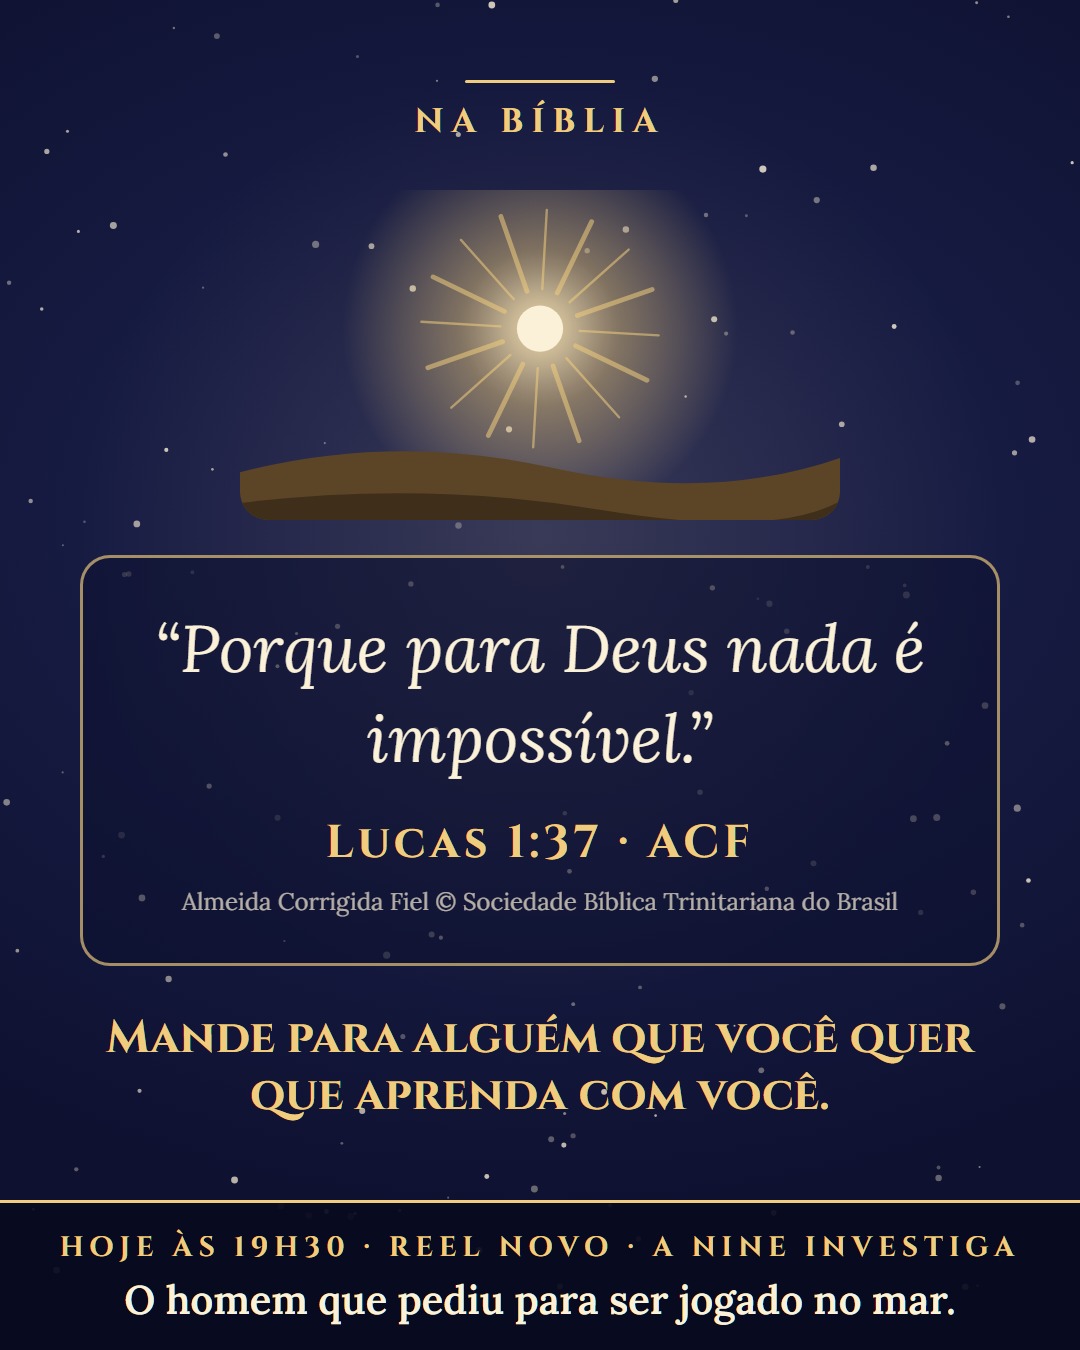 NA BÍBLIA
“Porque para Deus nada é
impossível.”
Lucas 1:37 · ACF
Almeida Corrigida Fiel © Sociedade Bíblica Trinitariana do Brasil
Mande para alguém que você quer
que aprenda com você.
HOJE ÀS 19H30 · REEL NOVO · A NINE INVESTIGA
O homem que pediu para ser jogado no mar.